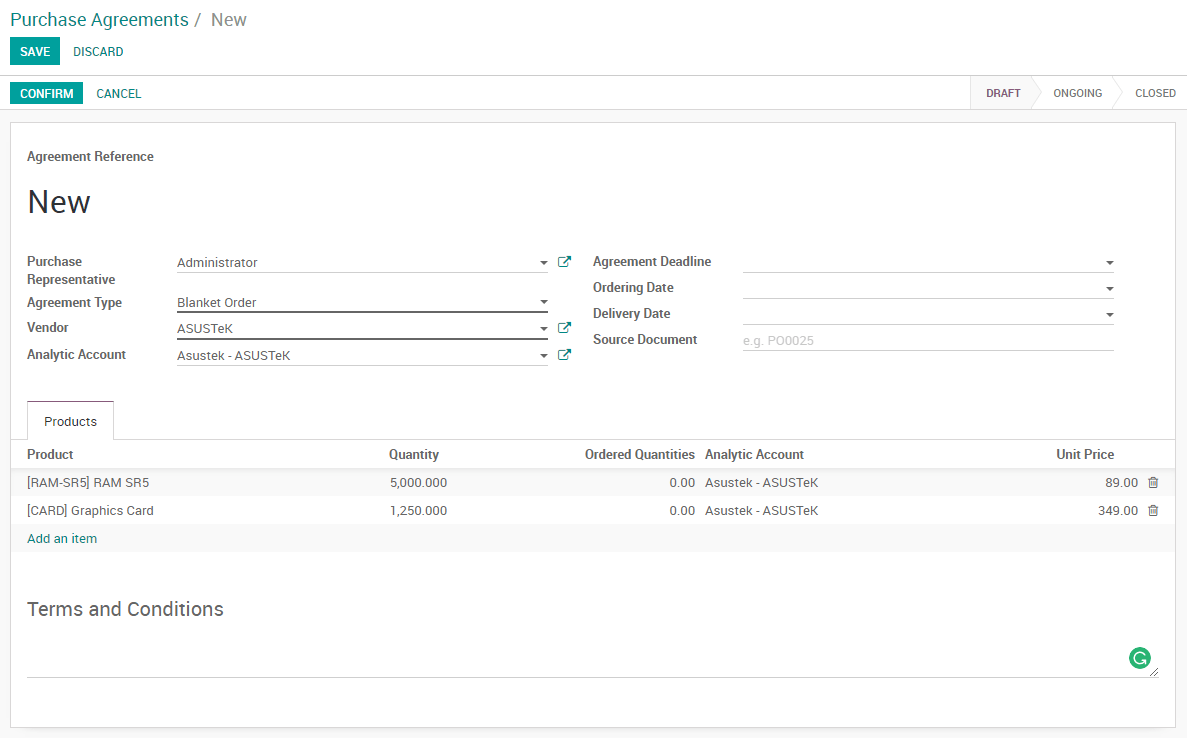 Purchase Agreements / New
SAVE DISCARD
CONFIRM CANCEL DRAFT ONGOING CLOSED
Agreement Reference
New
Purchase Representative Administrator
Agreement Type Blanket Order
Vendor ASUSTeK
Analytic Account Asustek - ASUSTeK
Agreement Deadline
Ordering Date
Delivery Date
Source Document e.g. PO0025
Products
Product Quantity Ordered Quantities Analytic Account Unit Price
[RAM-SR5] RAM SR5 5,000.000 0.00 Asustek - ASUSTeK 89.00
[CARD] Graphics Card 1,250.000 0.00 Asustek - ASUSTeK 349.00
Add an item
Terms and Conditions